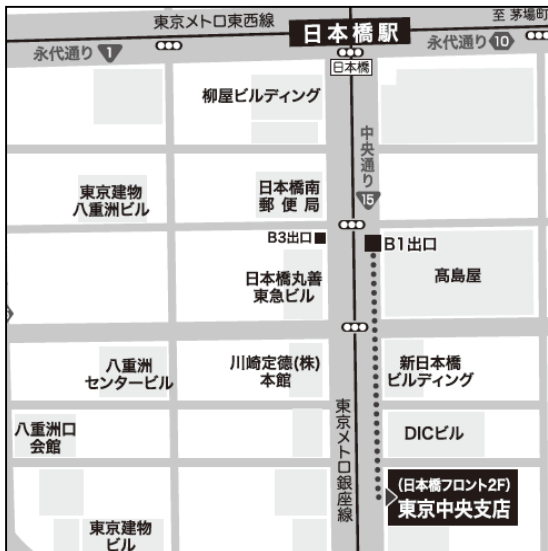 東京メトロ東西線
至 茅場町
日本橋駅
永代通り 1
永代通り 10
日本橋
柳屋ビルディング
中央通り
15
東京建物
八重洲ビル
日本橋南
郵便局
B3出口
B1出口
日本橋丸善
東急ビル
髙島屋
八重洲
センタービル
川崎定徳(株)
本館
新日本橋
ビルディング
東京メトロ銀座線
八重洲口
会館
DICビル
(日本橋フロント2F)
東京中央支店
東京建物
ビル